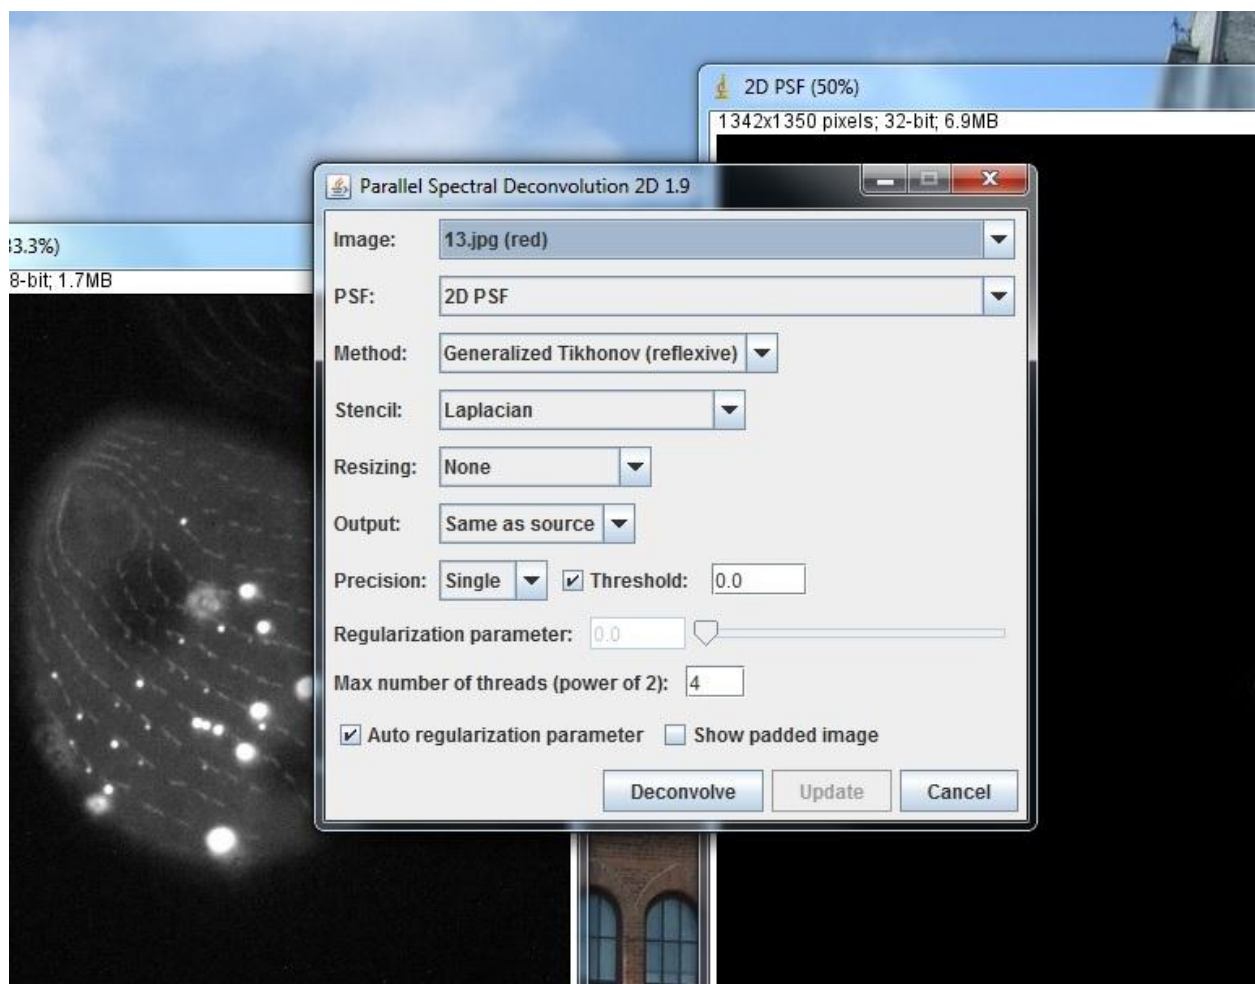 2D PSF (50%)
1342x1350 pixels; 32-bit; 6.9MB
Parallel Spectral Deconvolution 2D 1.9
3.3%)
8-bit; 1.7MB
Image: 13.jpg (red)
PSF: 2D PSF
Method: Generalized Tikhonov (reflexive)
Stencil: Laplacian
Resizing: None
Output: Same as source
Precision: Single Threshold: 0.0
Regularization parameter: 0.0
Max number of threads (power of 2): 4
Auto regularization parameter Show padded image
Deconvolve Update Cancel